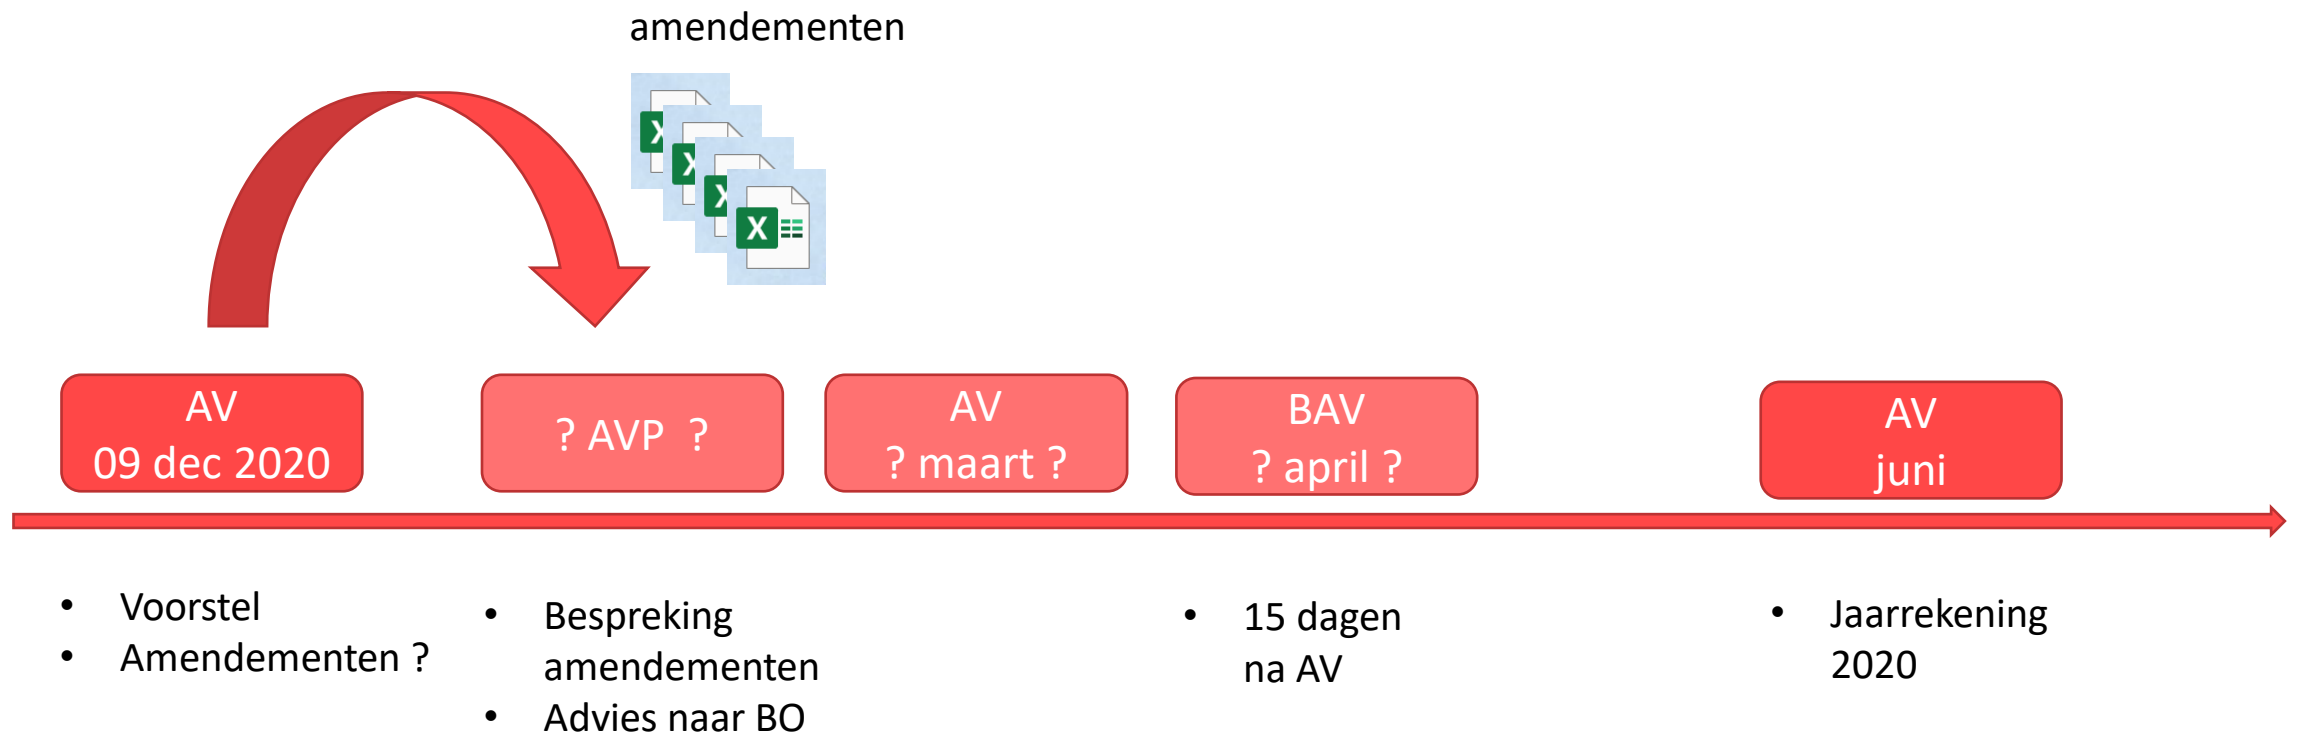 amendementen
X
X
X
X
AV
09 dec 2020
? AVP ?
AV
? maart ?
BAV
? april ?
AV
juni
• Voorstel
• Amendementen ?
• Bespreking
amendementen
• Advies naar BO
• 15 dagen
na AV
• Jaarrekening
2020